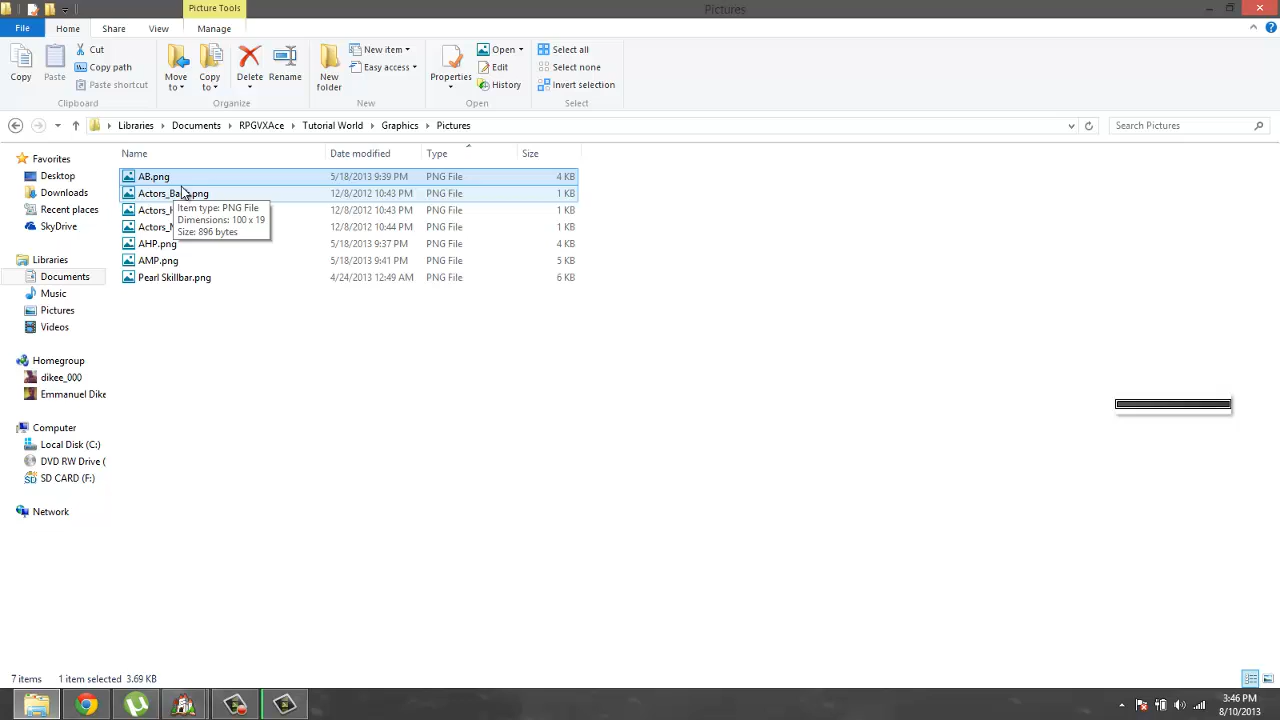 Picture Tools
Pictures
File
Home
Share
View
Manage
Copy
Paste
Cut
Copy path
Paste shortcut
Clipboard
Move to
Copy to
Delete
Rename
Organize
New folder
New item
Easy access
New
Properties
Open
Edit
History
Open
Select all
Select none
Invert selection
Select
Libraries
Documents
RPGVXAce
Tutorial World
Graphics
Pictures
Search Pictures
Favorites
Desktop
Downloads
Recent places
SkyDrive
Libraries
Documents
Music
Pictures
Videos
Homegroup
dikee_000
Emmanuel Dike
Computer
Local Disk (C:)
DVD RW Drive (
SD CARD (F:)
Network
Name Date modified Type Size
AB.png 5/18/2013 9:39 PM PNG File 4 KB
12/8/2012 10:43 PM PNG File 1 KB
Actors_ 12/8/2012 10:43 PM PNG File 1 KB
Actors_ 12/8/2012 10:44 PM PNG File 1 KB
AHP.png 5/18/2013 9:37 PM PNG File 4 KB
AMP.png 5/18/2013 9:41 PM PNG File 5 KB
Pearl Skillbar.png 4/24/2013 12:49 AM PNG File 6 KB
Item type: PNG File
Dimensions: 100 x 19
Size: 896 bytes
7 items 1 item selected 3.69 KB
3:46 PM
8/10/2013